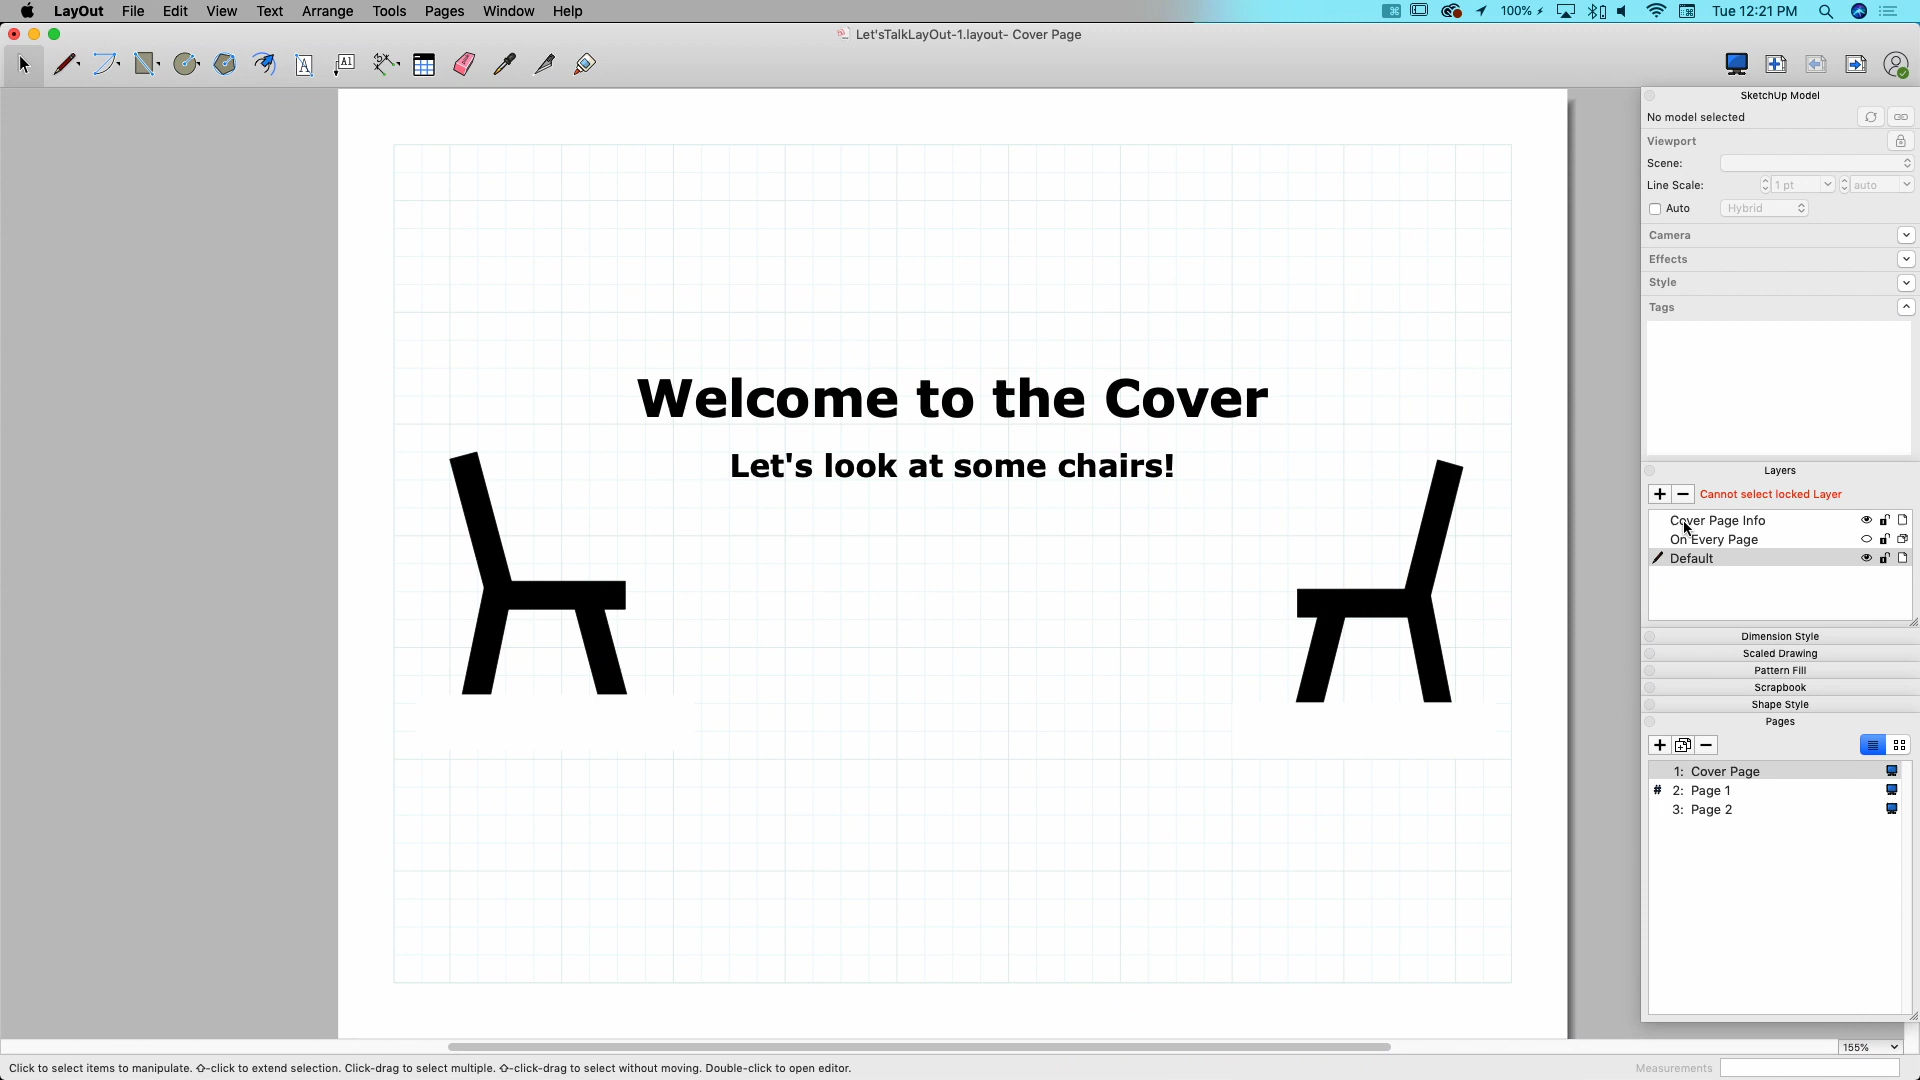 LayOut File Edit View Text Arrange Tools Pages Window Help 100% Tue 12:21 PM
Let'sTalkLayOut-1.layout- Cover Page
A A1
SketchUp Model
No model selected
Viewport
Scene:
Line Scale: 1 pt auto
Auto Hybrid
Camera
Effects
Style
Tags
Welcome to the Cover
Let's look at some chairs!
Layers
Cannot select locked Layer
Cover Page Info
On Every Page
Default
Dimension Style
Scaled Drawing
Pattern Fill
Scrapbook
Shape Style
Pages
1: Cover Page
# 2: Page 1
3: Page 2
155%
Click to select items to manipulate. ⇧-click to extend selection. Click-drag to select multiple. ⇧-click-drag to select without moving. Double-click to open editor. Measurements